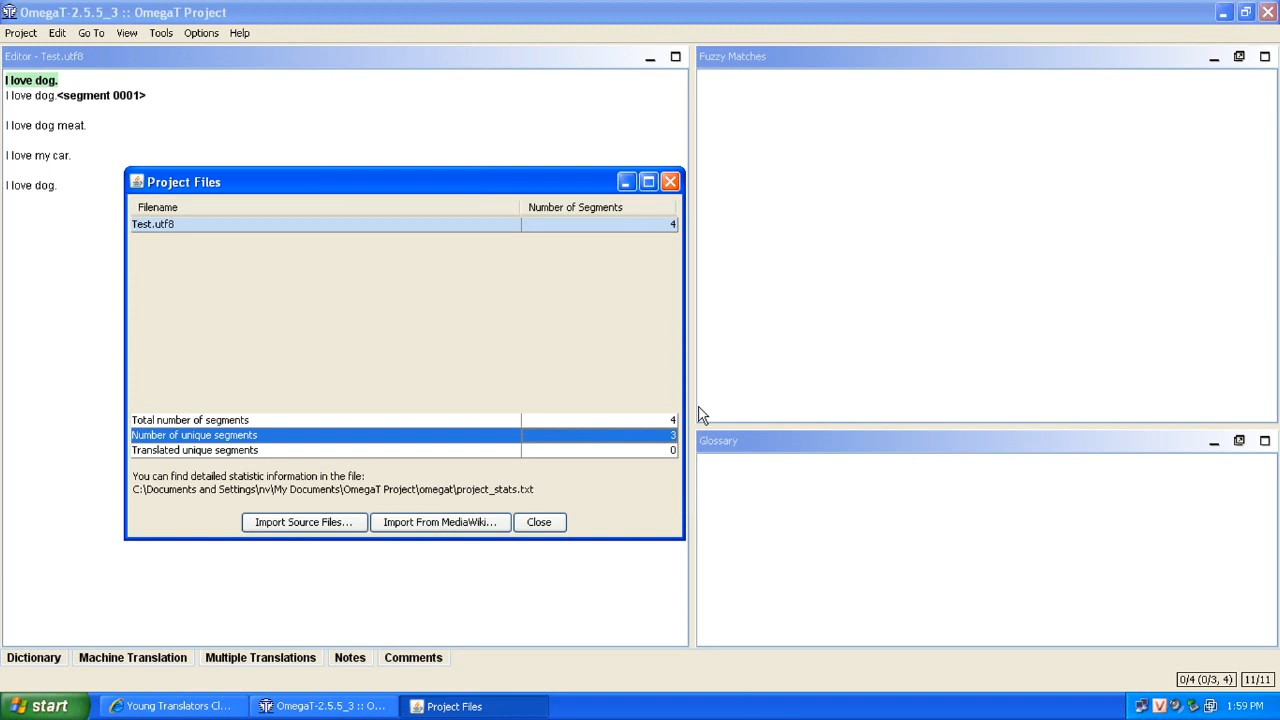 OmegaT-2.5.5_3 :: OmegaT Project
Project Edit Go To View Tools Options Help
Editor - Test.utf8
I love dog.
I love dog.<segment 0001>
I love dog meat.
I love my car.
I love dog.
Project Files
Filename Number of Segments
Test.utf8 4
Total number of segments 4
Number of unique segments 3
Translated unique segments 0
You can find detailed statistic information in the file:
C:\Documents and Settings\nv\My Documents\OmegaT Project\omegat\project_stats.txt
Import Source Files... Import From MediaWiki... Close
Fuzzy Matches
Glossary
Dictionary Machine Translation Multiple Translations Notes Comments
0/4 (0/3, 4) 11/11
start Young Translators Cl... OmegaT-2.5.5_3 :: O... Project Files 1:59 PM